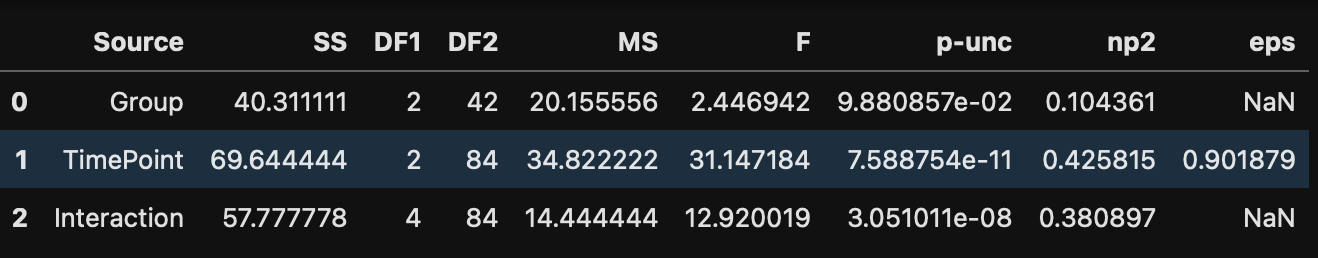 Source SS DF1 DF2 MS F p-unc np2 eps
0 Group 40.311111 2 42 20.155556 2.446942 9.880857e-02 0.104361 NaN
1 TimePoint 69.644444 2 84 34.822222 31.147184 7.588754e-11 0.425815 0.901879
2 Interaction 57.777778 4 84 14.444444 12.920019 3.051011e-08 0.380897 NaN